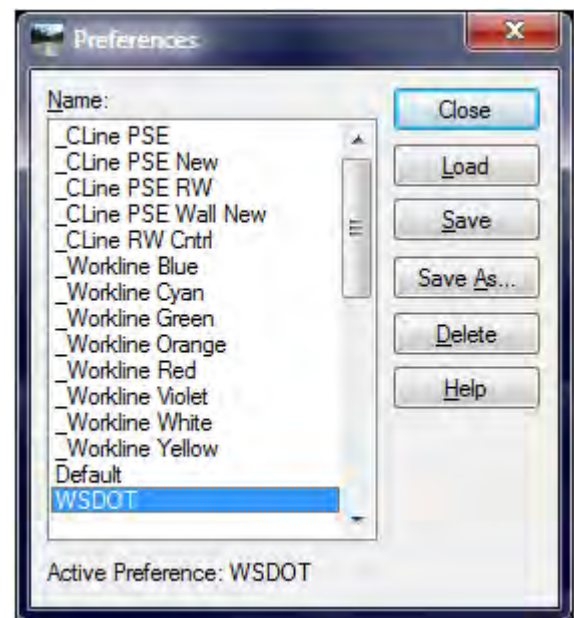 Preferences
Name:
_CLine PSE
_CLine PSE New
_CLine PSE RW
_CLine PSE Wall New
_CLine RW Cntrl
_Workline Blue
_Workline Cyan
_Workline Green
_Workline Orange
_Workline Red
_Workline Violet
_Workline White
_Workline Yellow
Default
WSDOT
Close
Load
Save
Save As...
Delete
Help
Active Preference: WSDOT